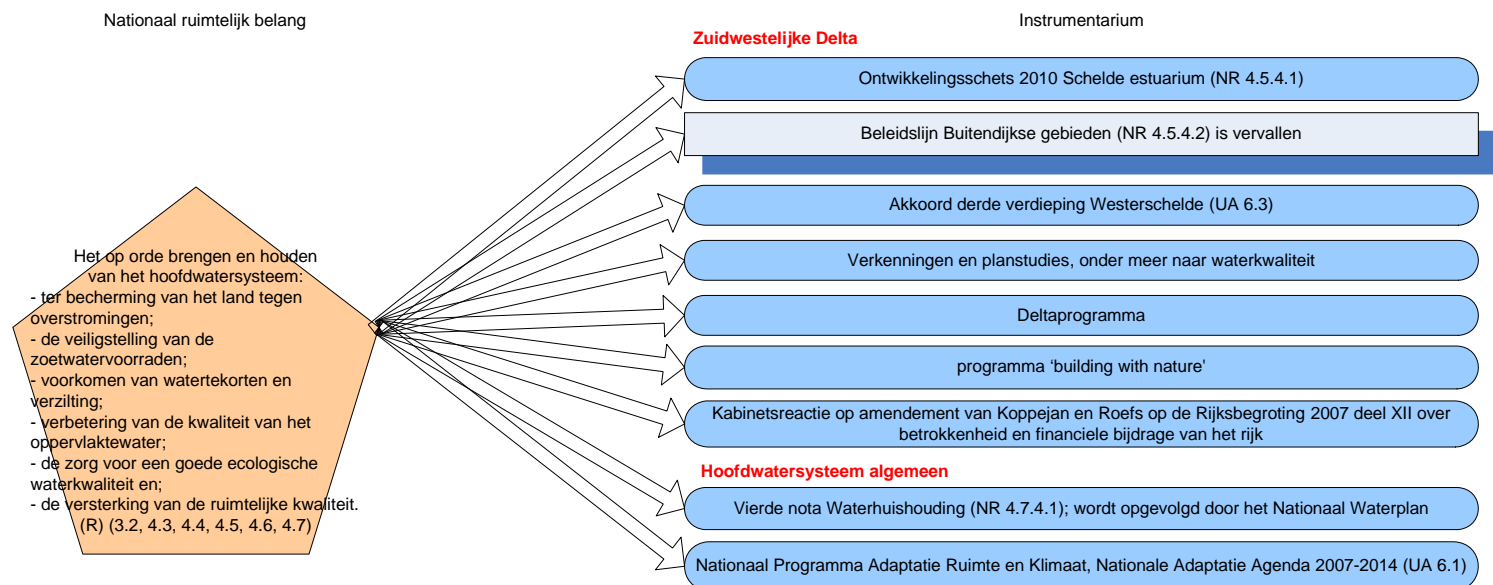 Nationaal ruimtelijk belang
Instrumentarium
Zuidwestelijke Delta
Ontwikkelingsschets 2010 Schelde estuarium (NR 4.5.4.1)
Beleidslijn Buitendijkse gebieden (NR 4.5.4.2) is vervallen
Akkoord derde verdieping Westerschelde (UA 6.3)
Verkenningen en planstudies, onder meer naar waterkwaliteit
Deltaprogramma
programma ‘building with nature’
Kabinetsreactie op amendement van Koppejan en Roefs op de Rijksbegroting 2007 deel XII over
betrokkenheid en financiele bijdrage van het rijk
Hoofdwatersysteem algemeen
Vierde nota Waterhuishouding (NR 4.7.4.1); wordt opgevolgd door het Nationaal Waterplan
Nationaal Programma Adaptatie Ruimte en Klimaat, Nationale Adaptatie Agenda 2007-2014 (UA 6.1)
Het op orde brengen en houden
van het hoofdwatersysteem:
- ter becherming van het land tegen
overstromingen;
- de veiligstelling van de
zoetwatervoorraden;
- voorkomen van watertekorten en
verzilting;
- verbetering van de kwaliteit van het
oppervlaktewater;
- de zorg voor een goede ecologische
waterkwaliteit en;
- de versterking van de ruimtelijke kwaliteit.
(R) (3.2, 4.3, 4.4, 4.5, 4.6, 4.7)